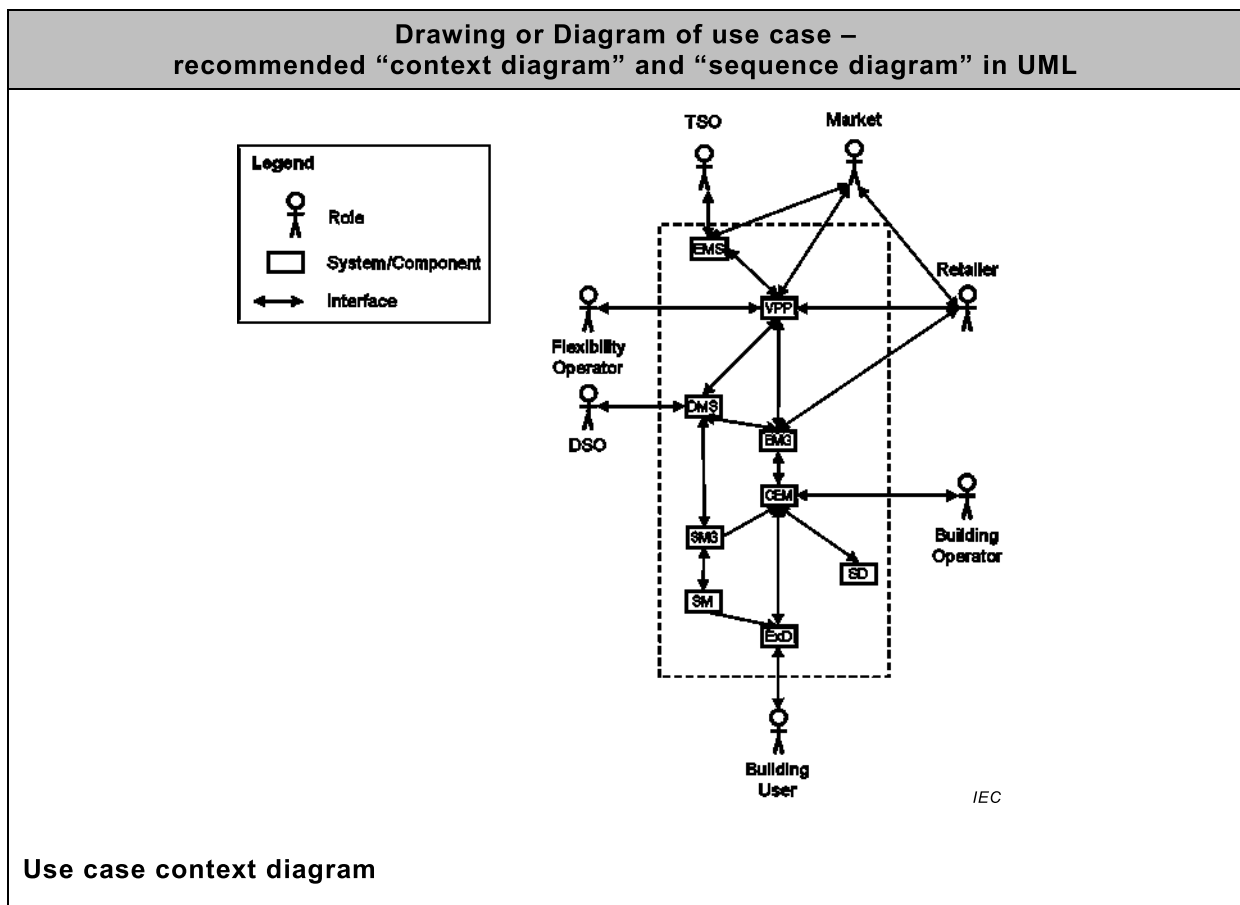 Drawing or Diagram of use case –
recommended “context diagram” and “sequence diagram” in UML
TSO
Market
Legend
Role
System/Component
Interface
EMS
Retailer
VPP
Flexibility
Operator
DMS
DSO
EMG
CEM
SMG
Building
Operator
SD
SM
ExD
Building
User
IEC
Use case context diagram